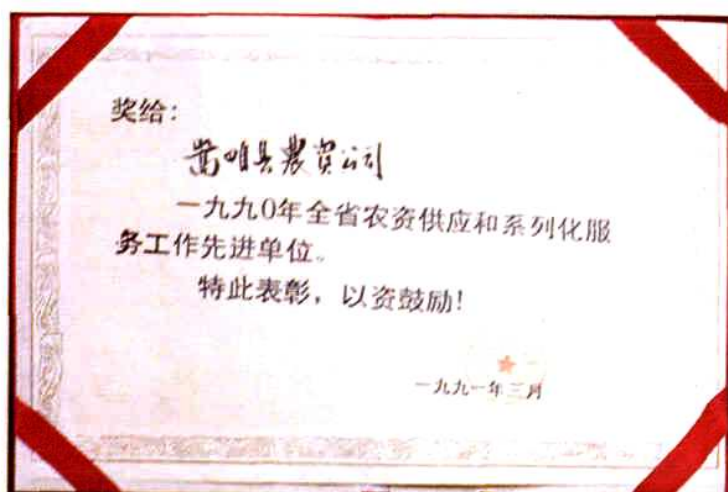 奖给：
嵩明县农资公司
一九九0年全省农资供应和系列化服
务工作先进单位。
特此表彰，以资鼓励！
一九九一年三月